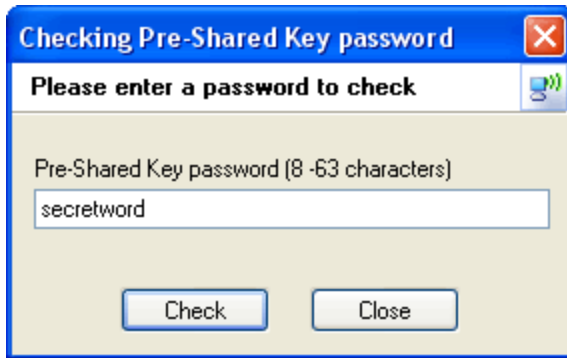 Checking Pre-Shared Key password
Please enter a password to check
Pre-Shared Key password (8 -63 characters)
secretword
Check
Close